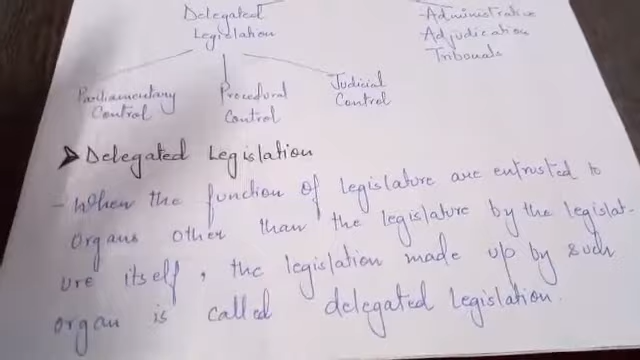 Delegated
Legislation
Administrative
Adjudication
Tribunals
Parliamentary
Control
Procedural
Control
Judicial
Control
➤ Delegated Legislation
- When the function of legislature are entrusted to
organs other than the legislature by the legislat-
ure itself, the legislation made up by such
organ is called delegated legislation.